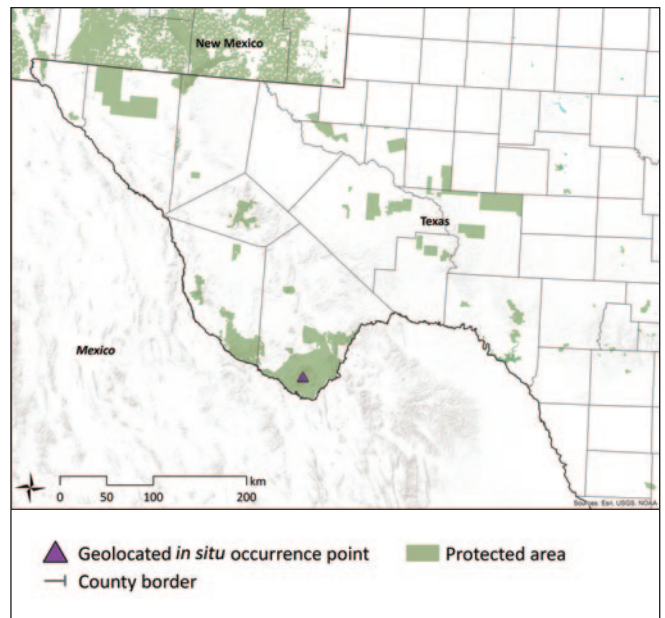 New Mexico
Texas
Mexico
km
0 50 100 200
Sources: Esri, USGS, NOAA
Geolocated in situ occurrence point
Protected area
County border